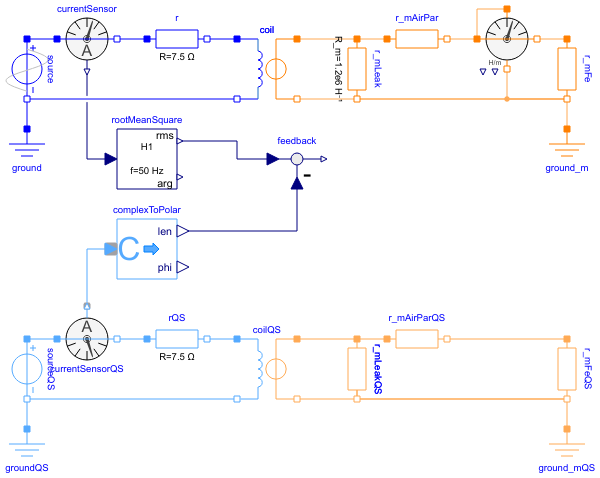 currentSensor
r
coil
r_mAirPar
A
H/m
source
+
R=7.5 Ω
R_m=1.2e6 H⁻¹
r_mLeak
r_mFe
ground
ground_m
rootMeanSquare
rms
H1
f=50 Hz
arg
feedback
complexToPolar
len
C
phi
A
rQS
coilQS
r_mAirParQS
+
sourceQS
R=7.5 Ω
currentSensorQS
r_mLeakQS
r_mFeQS
groundQS
ground_mQS